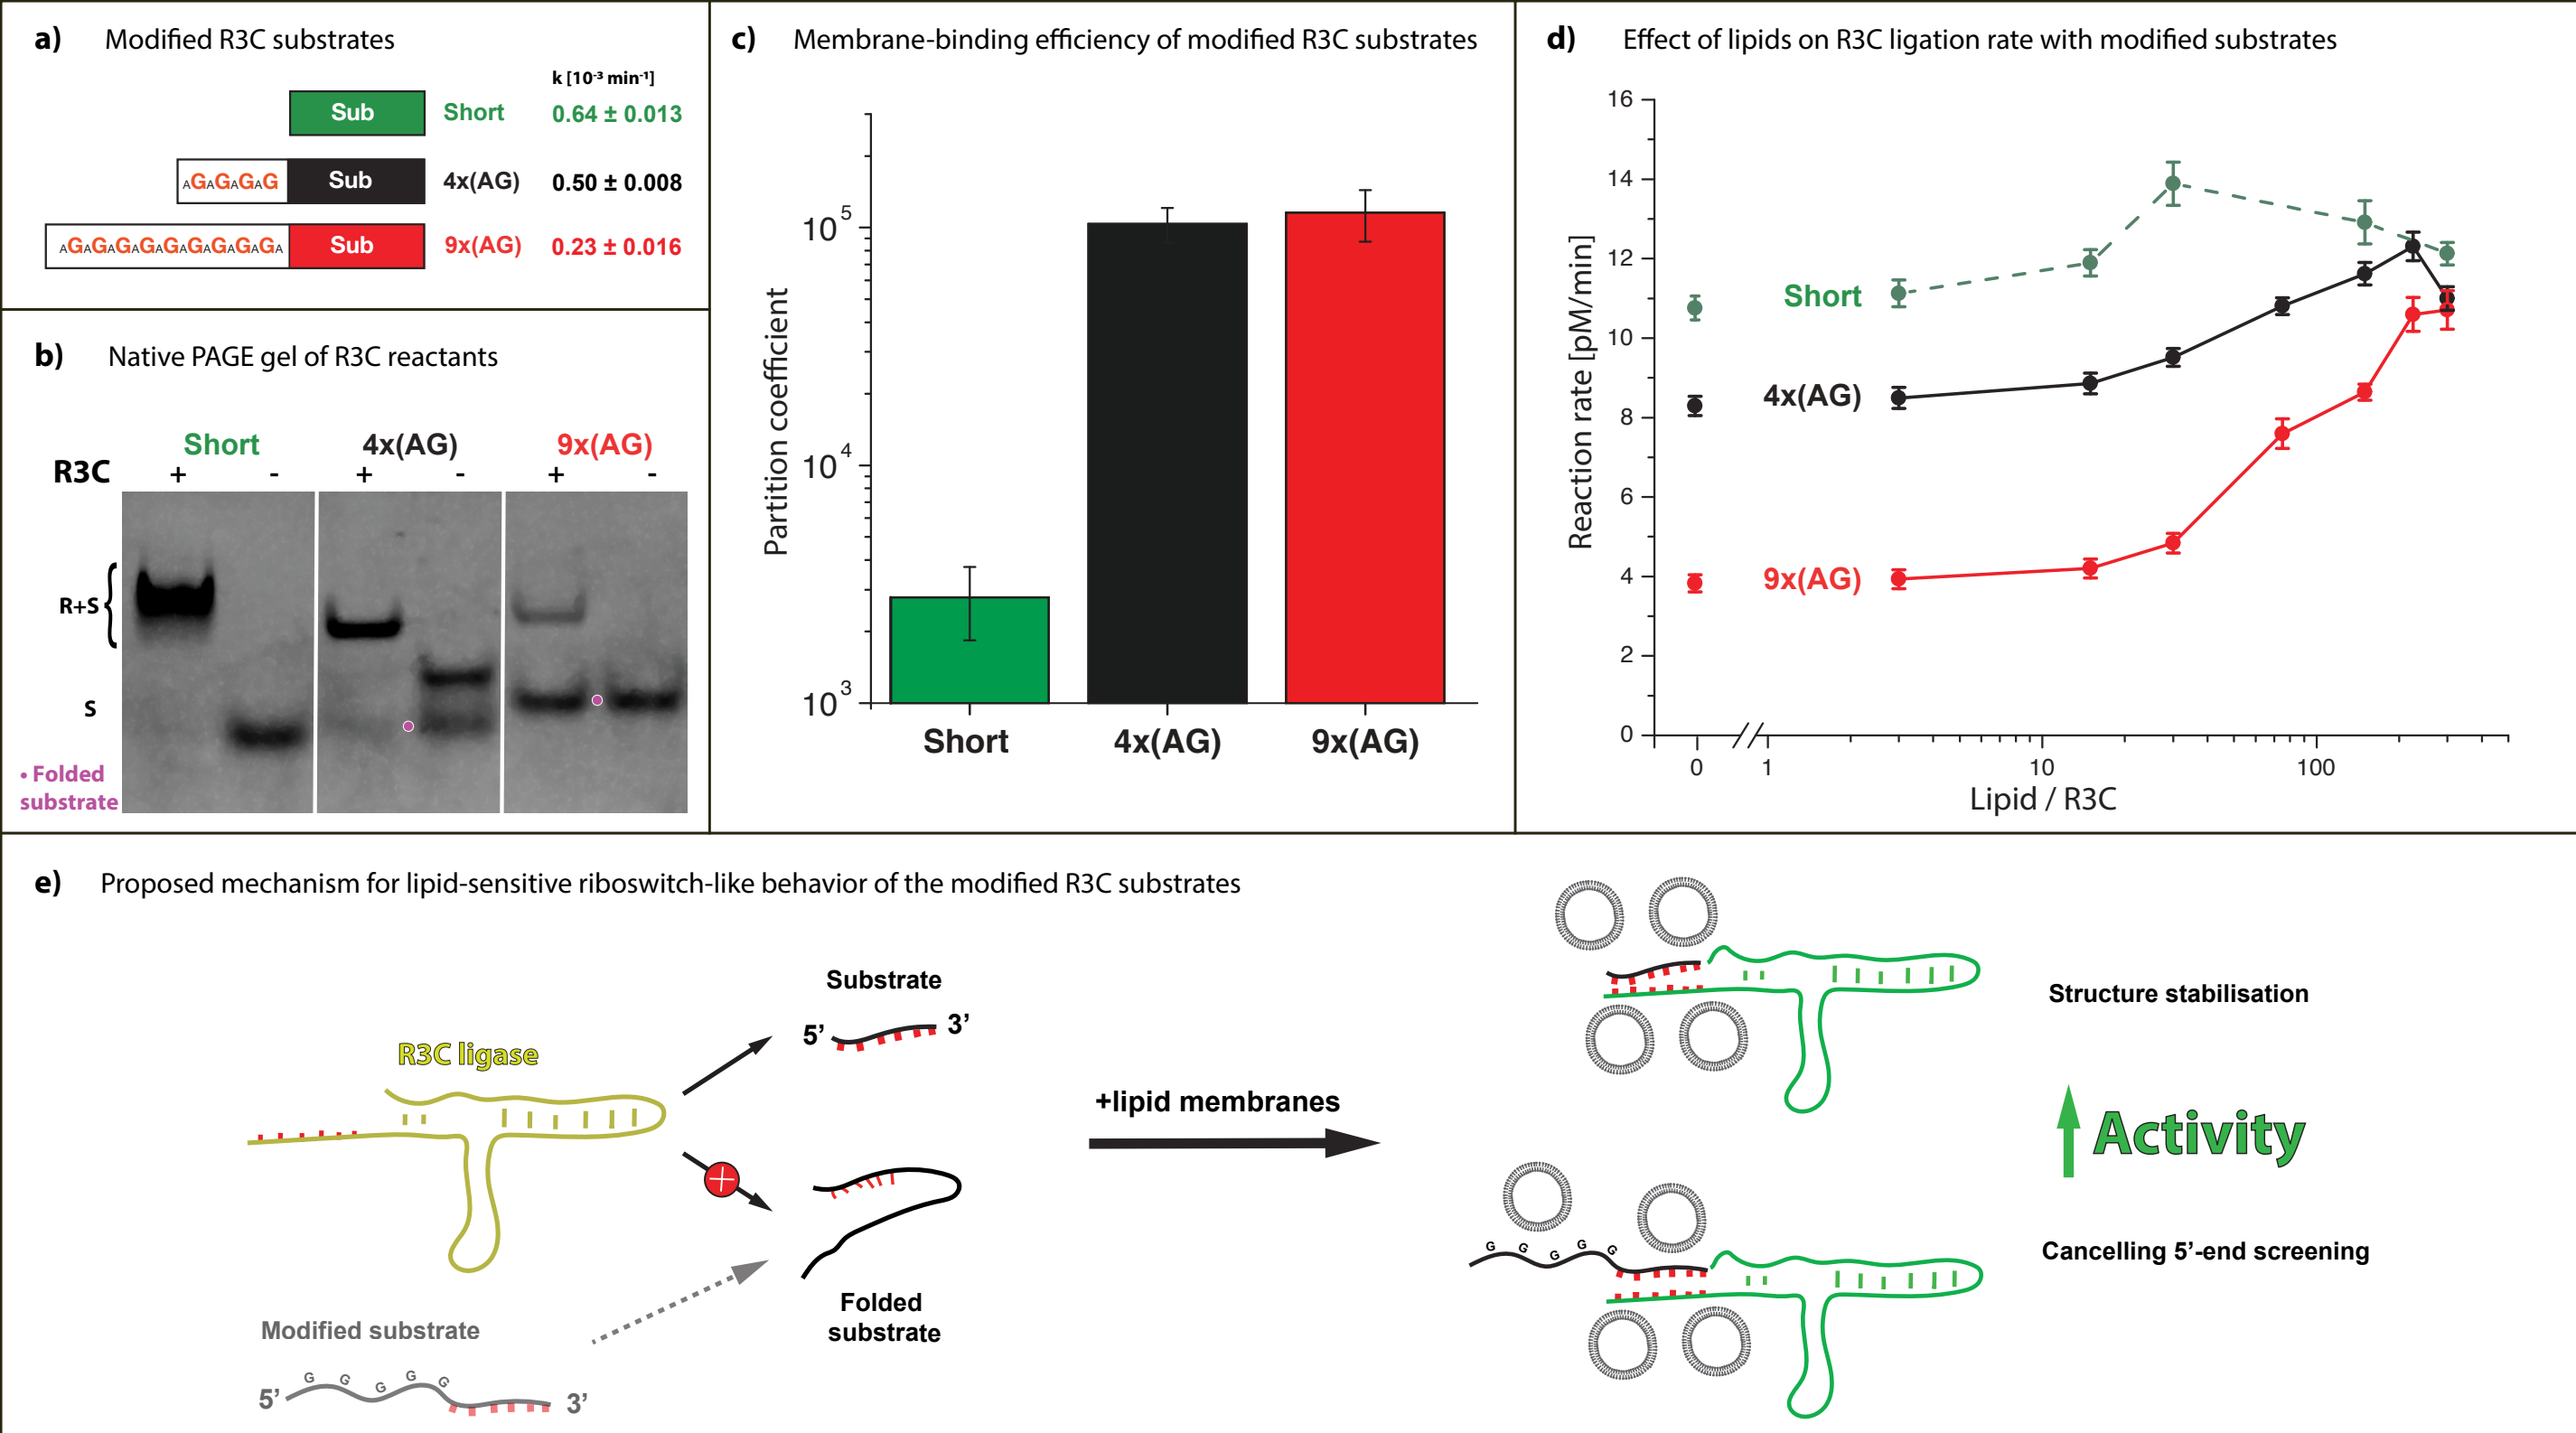 a) Modified R3C substrates
k [10⁻³ min⁻¹]
Sub Short 0.64 ± 0.013
AGAGAGAG Sub 4x(AG) 0.50 ± 0.008
AGAGAGAGAGAGAGAGAGA Sub 9x(AG) 0.23 ± 0.016
b) Native PAGE gel of R3C reactants
Short 4x(AG) 9x(AG)
R3C + - + - + -
R+S
S
• Folded
substrate
c) Membrane-binding efficiency of modified R3C substrates
Partition coefficient
10⁵
10⁴
10³
Short 4x(AG) 9x(AG)
d) Effect of lipids on R3C ligation rate with modified substrates
Reaction rate [pM/min]
16
14
12
10
8
6
4
2
0
Short
4x(AG)
9x(AG)
0 1 10 100
Lipid / R3C
e) Proposed mechanism for lipid-sensitive riboswitch-like behavior of the modified R3C substrates
R3C ligase
Substrate
5’ 3’
Folded
substrate
Modified substrate
5’ G G G G G 3’
+lipid membranes
Structure stabilisation
Activity
G G G G G
Cancelling 5’-end screening